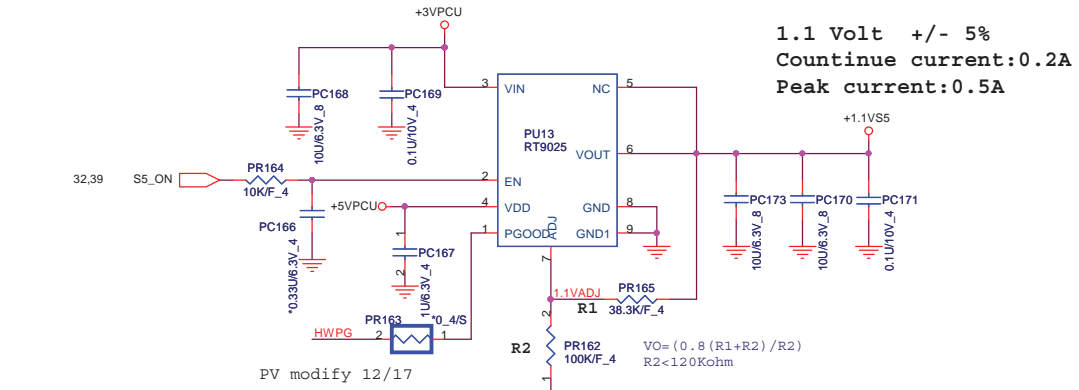 +3VPCU
1.1 Volt +/- 5%
Countinue current:0.2A
Peak current:0.5A
PC168
10U/6.3V_8
PC169
0.1U/10V_4
3
VIN
NC
5
+1.1VS5
PU13
RT9025
VOUT
6
32,39
S5_ON
PR164
10K/F_4
2
EN
PC166
*0.33U/6.3V_4
+5VPCU
4
VDD
GND
8
1
PGOOD
GND1
9
ADJ
7
PC173
10U/6.3V_8
PC170
10U/6.3V_8
PC171
0.1U/10V_4
1
PC167
2
1U/6.3V_4
1.1VADJ
R1
PR165
38.3K/F_4
HWPG
2
PR163
*0_4/S
1
2
R2
PR162
100K/F_4
1
VO=(0.8(R1+R2)/R2)
R2<120Kohm
PV modify 12/17